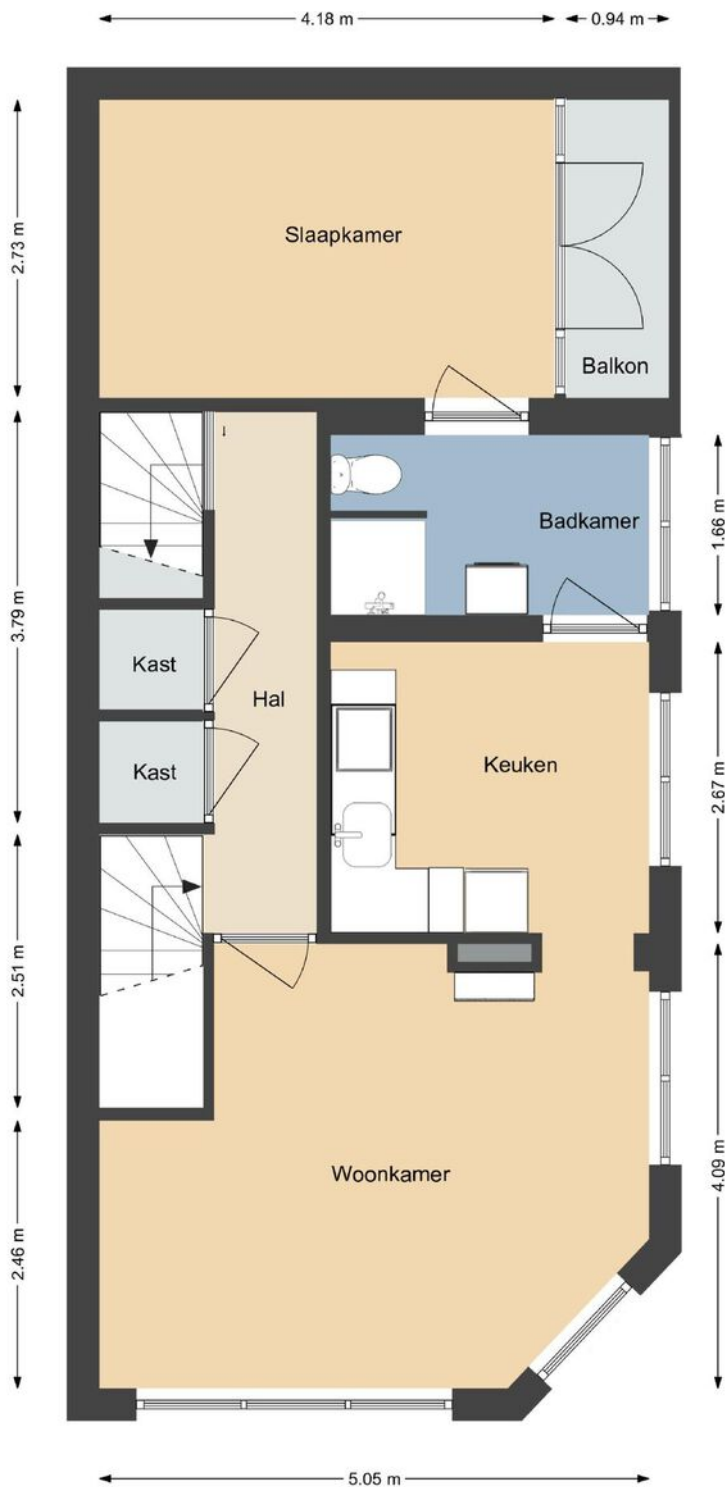 4.18 m
0.94 m
2.73 m
Slaapkamer
Balkon
1.66 m
Badkamer
3.79 m
Kast
Hal
Kast
Keuken
2.67 m
2.51 m
Woonkamer
4.09 m
2.46 m
5.05 m